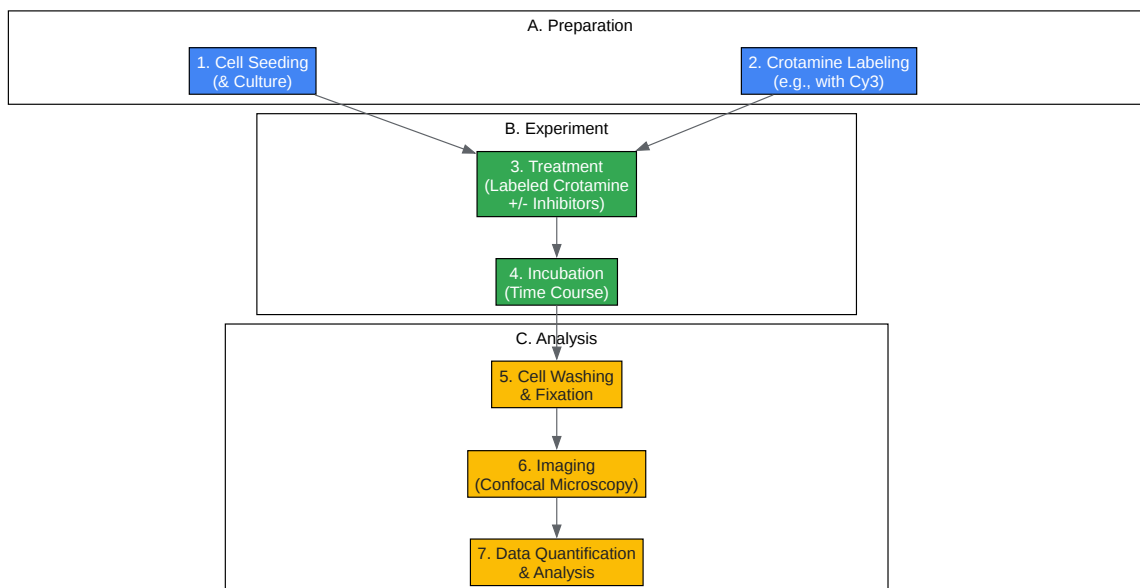 A. Preparation
1. Cell Seeding
(& Culture)
2. Crotamine Labeling
(e.g., with Cy3)
B. Experiment
3. Treatment
(Labeled Crotamine
+/- Inhibitors)
4. Incubation
(Time Course)
C. Analysis
5. Cell Washing
& Fixation
6. Imaging
(Confocal Microscopy)
7. Data Quantification
& Analysis